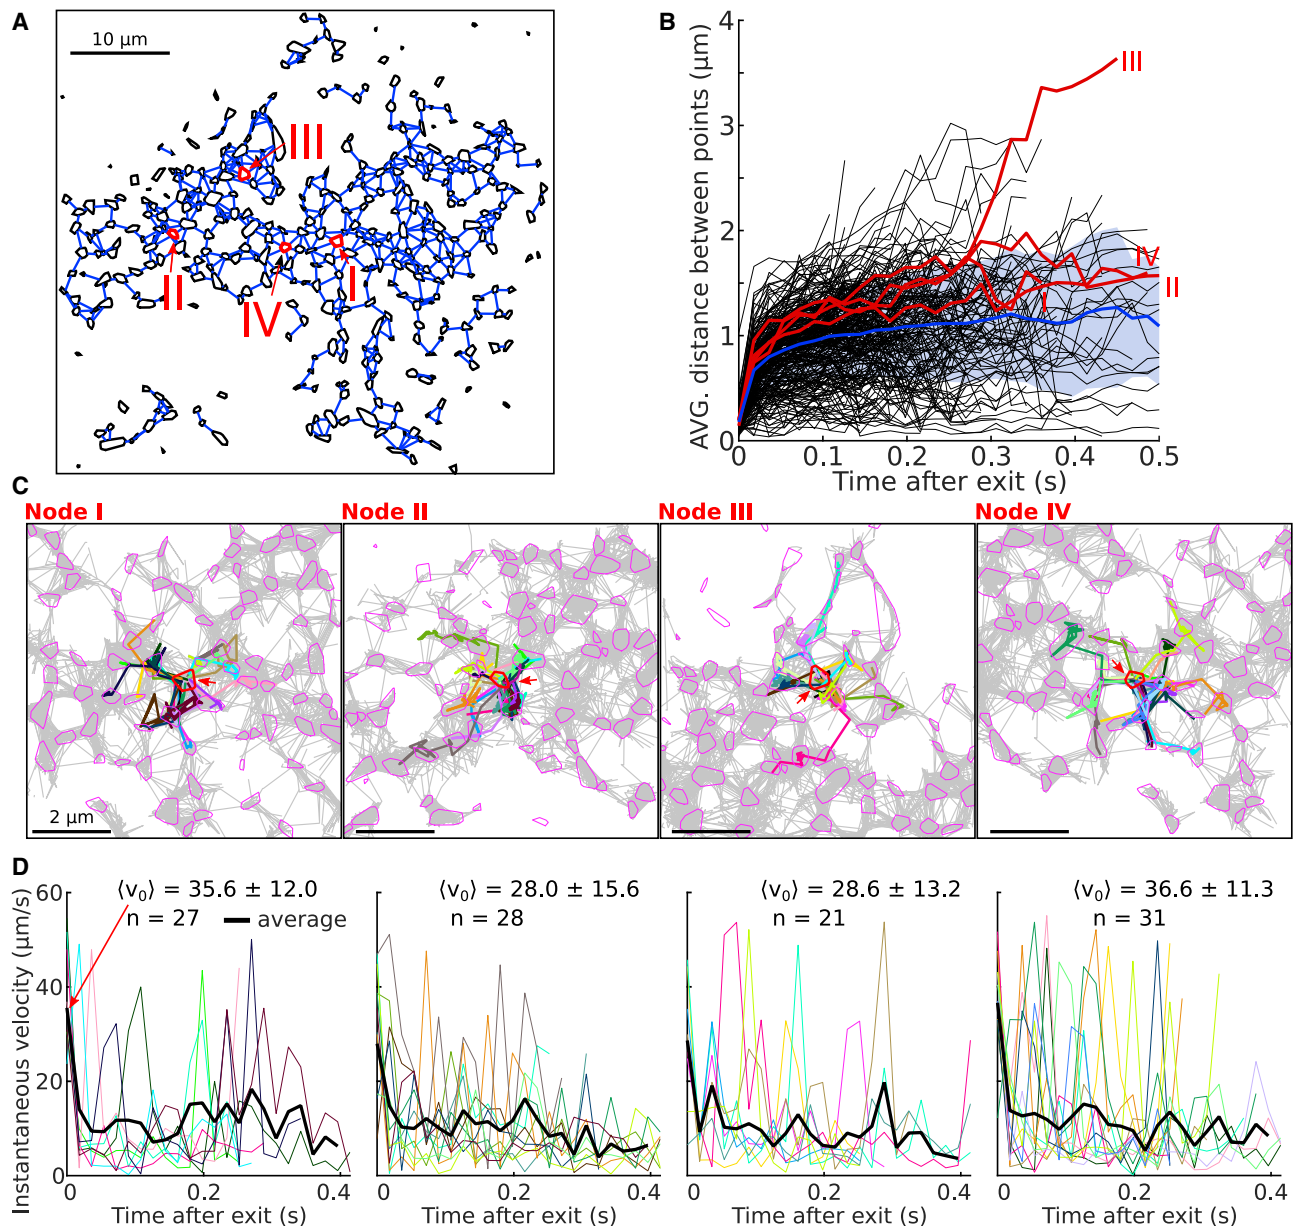 A
10 μm
III
II
IV
I
B
AVG. distance between points (μm)
4
3
2
1
0
0
0.1
0.2
0.3
0.4
0.5
Time after exit (s)
III
IV
II
I
C
Node I
Node II
Node III
Node IV
2 μm
D
Instantaneous velocity (μm/s)
60
40
20
0
⟨v₀⟩ = 35.6 ± 12.0
n = 27
average
0
0.2
0.4
Time after exit (s)
⟨v₀⟩ = 28.0 ± 15.6
n = 28
0
0.2
0.4
Time after exit (s)
⟨v₀⟩ = 28.6 ± 13.2
n = 21
0
0.2
0.4
Time after exit (s)
⟨v₀⟩ = 36.6 ± 11.3
n = 31
0
0.2
0.4
Time after exit (s)